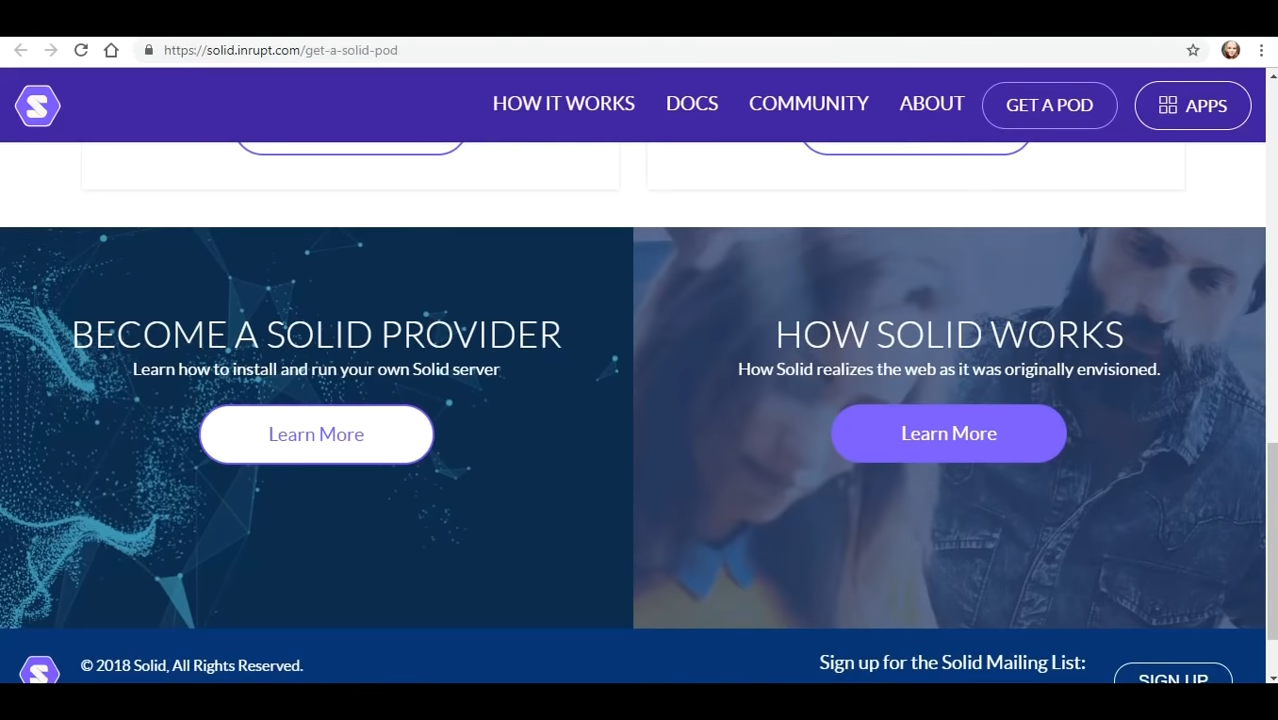 https://solid.inrupt.com/get-a-solid-pod
HOW IT WORKS
DOCS
COMMUNITY
ABOUT
GET A POD
APPS
BECOME A SOLID PROVIDER
Learn how to install and run your own Solid server
Learn More
HOW SOLID WORKS
How Solid realizes the web as it was originally envisioned.
Learn More
© 2018 Solid, All Rights Reserved.
Sign up for the Solid Mailing List:
SIGN UP